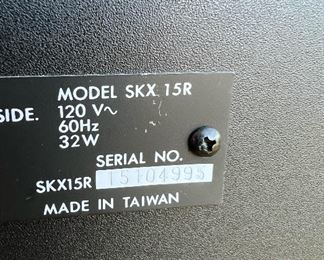 MODEL SKX 15R
SIDE. 120 V~
60Hz
32W
SERIAL NO.
SKX15R 15104995
MADE IN TAIWAN